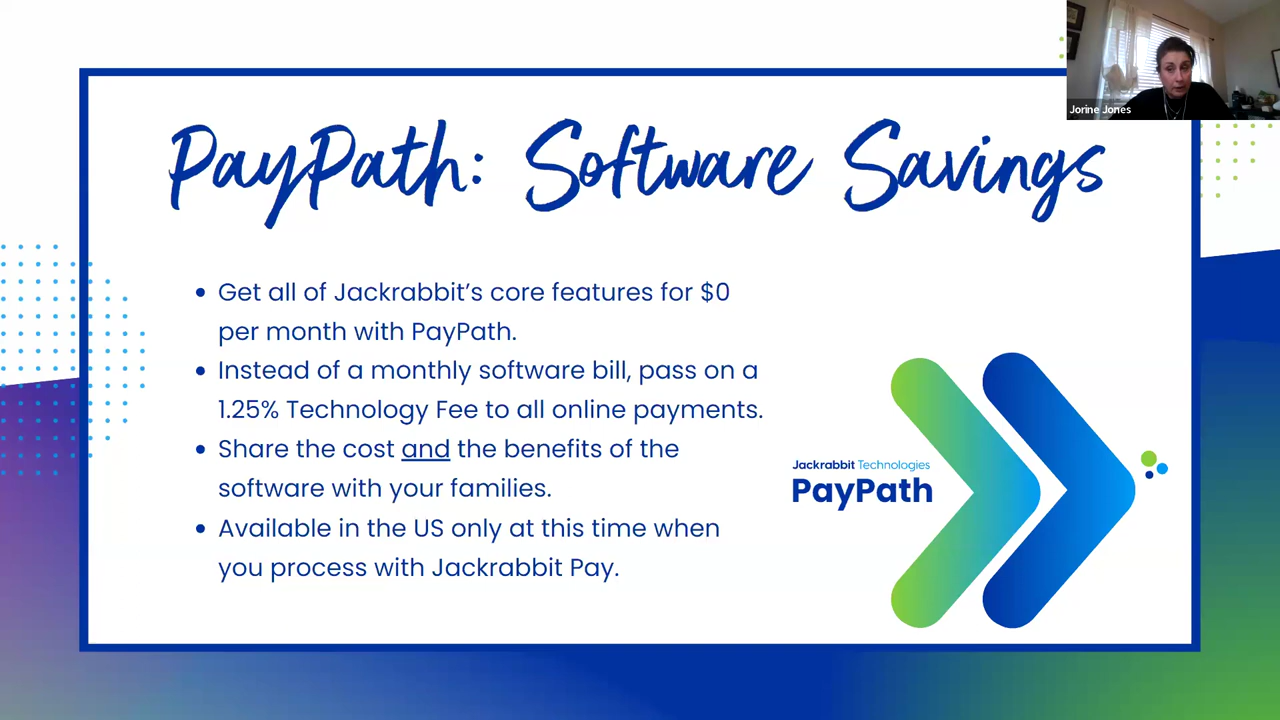 Jorine Jones
PayPath: Software Savings
Get all of Jackrabbit's core features for $0
per month with PayPath.
Instead of a monthly software bill, pass on a
1.25% Technology Fee to all online payments.
Share the cost and the benefits of the
software with your families.
Available in the US only at this time when
you process with Jackrabbit Pay.
Jackrabbit Technologies
PayPath